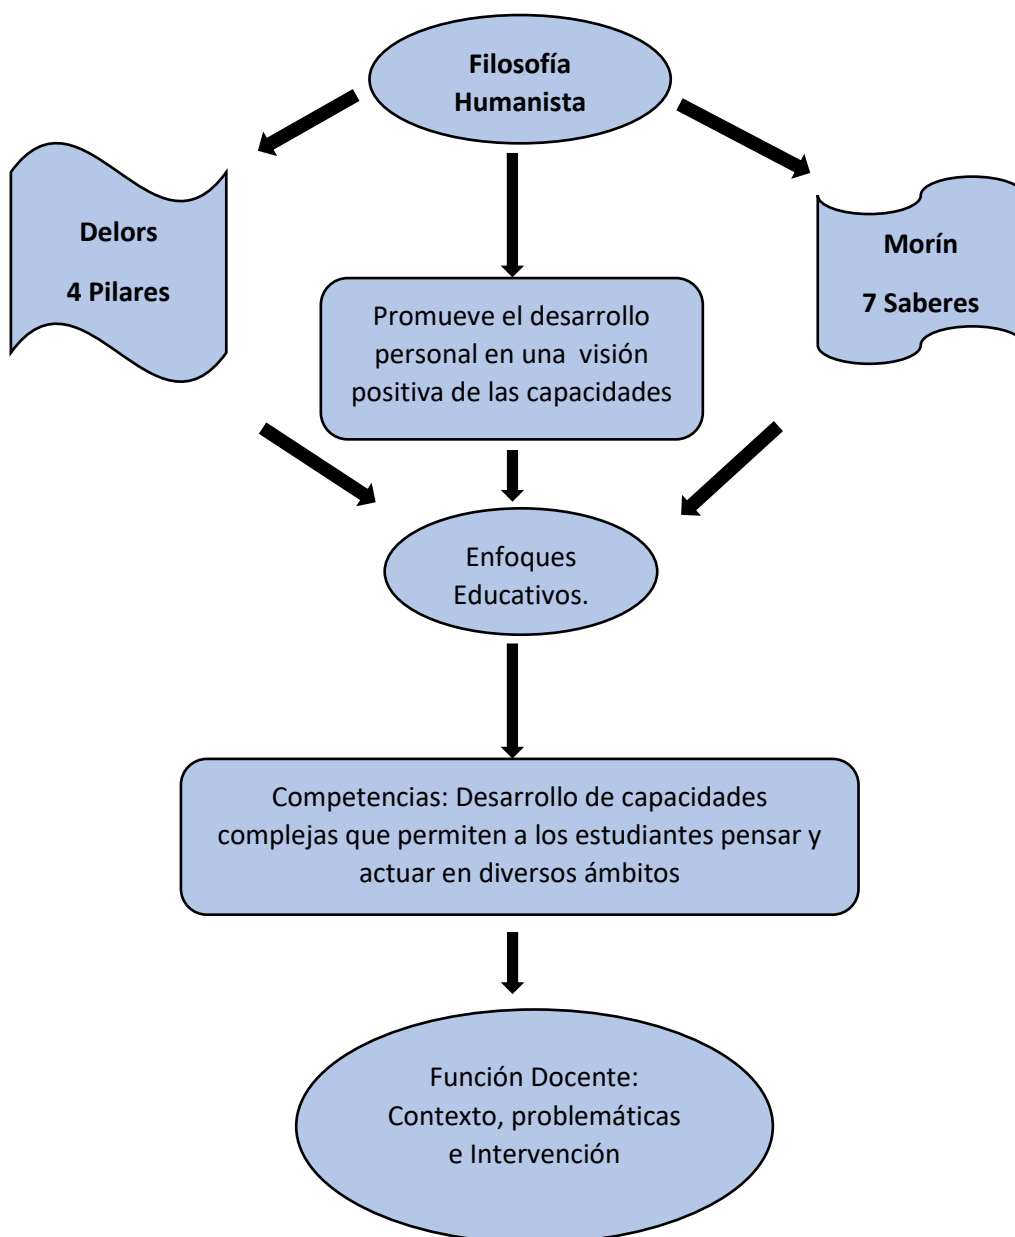 Filosofía
Humanista
Delors
4 Pilares
Morín
7 Saberes
Promueve el desarrollo
personal en una  visión
positiva de las capacidades
Enfoques
Educativos.
Competencias: Desarrollo de capacidades
complejas que permiten a los estudiantes pensar y
actuar en diversos ámbitos
Función Docente:
Contexto, problemáticas
e Intervención